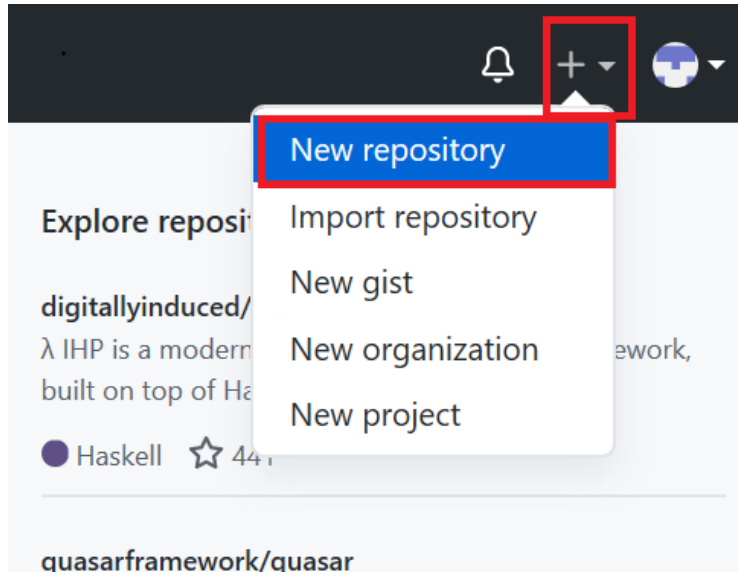 New repository
Import repository
New gist
New organization
New project
Explore reposi
digitallyinduced/
λ IHP is a modern ework,
built on top of Ha
Haskell 441
quasarframework/quasar